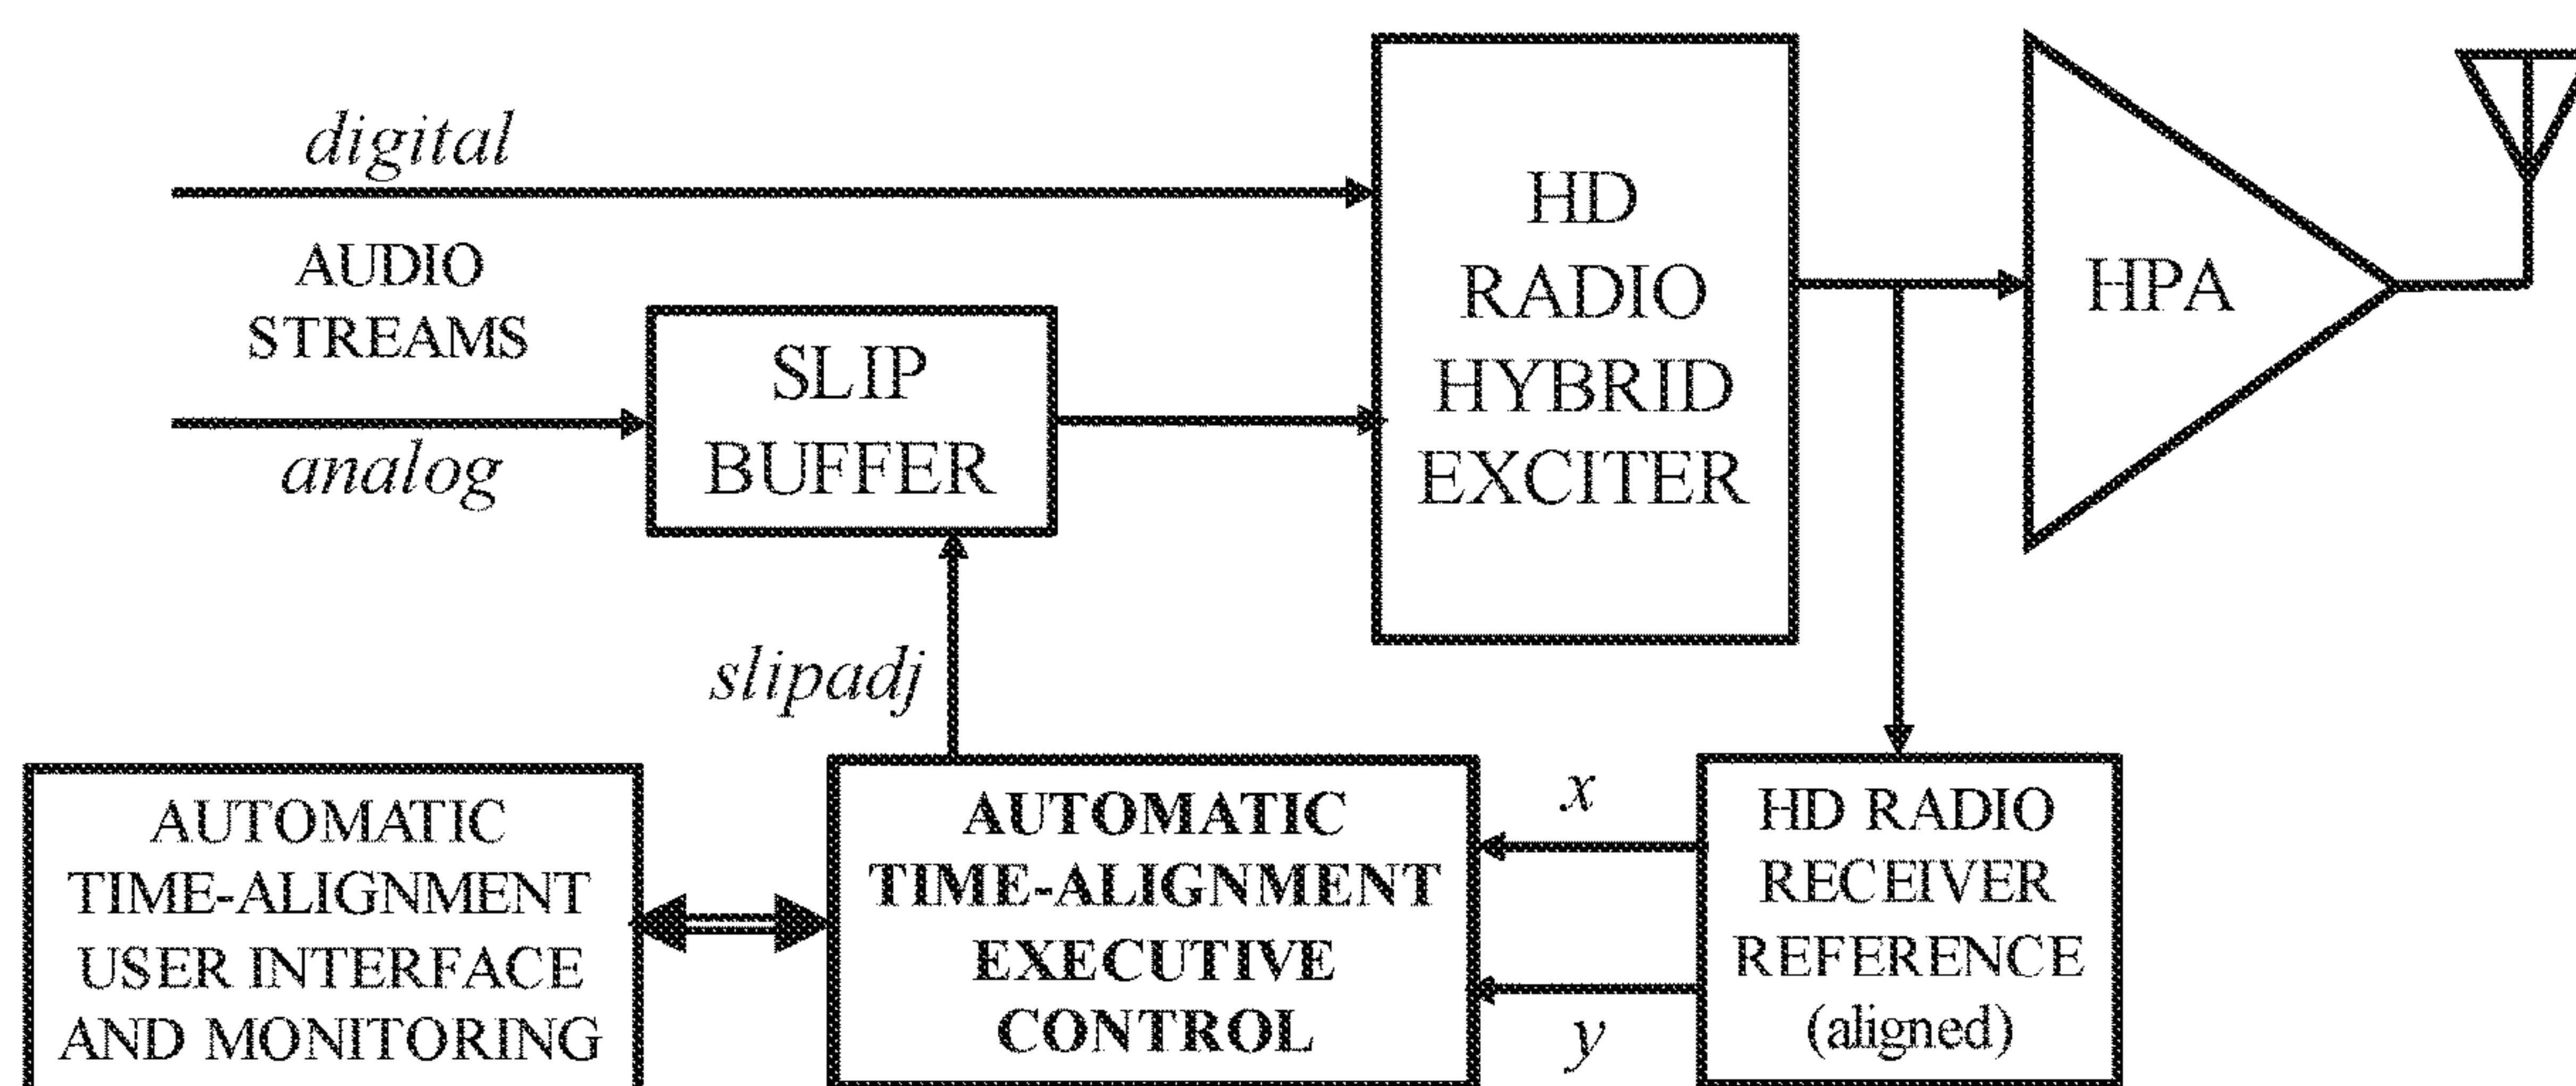 digital
AUDIO
STREAMS
analog
SLIP
BUFFER
HD
RADIO
HYBRID
EXCITER
HPA
slipadj
AUTOMATIC
TIME-ALIGNMENT
USER INTERFACE
AND MONITORING
AUTOMATIC
TIME-ALIGNMENT
EXECUTIVE
CONTROL
x
y
HD RADIO
RECEIVER
REFERENCE
(aligned)